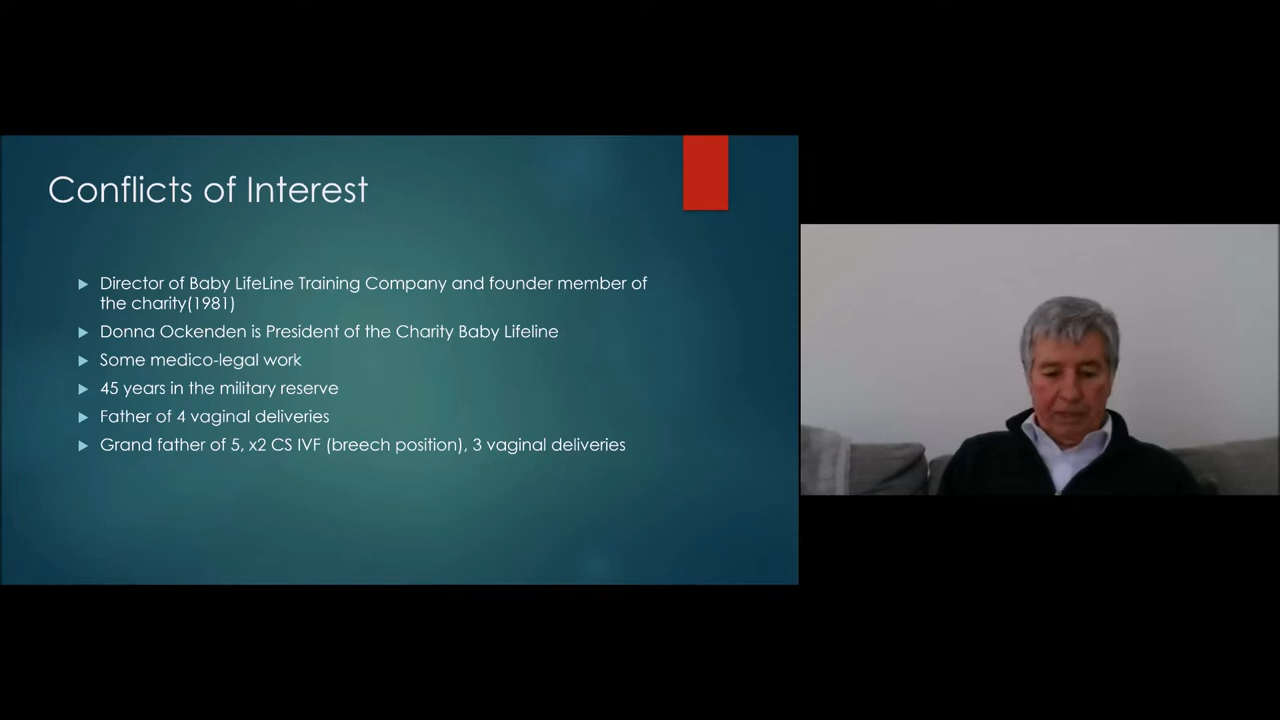 Conflicts of Interest
Director of Baby LifeLine Training Company and founder member of
the charity(1981)
Donna Ockenden is President of the Charity Baby Lifeline
Some medico-legal work
45 years in the military reserve
Father of 4 vaginal deliveries
Grand father of 5, x2 CS IVF (breech position), 3 vaginal deliveries